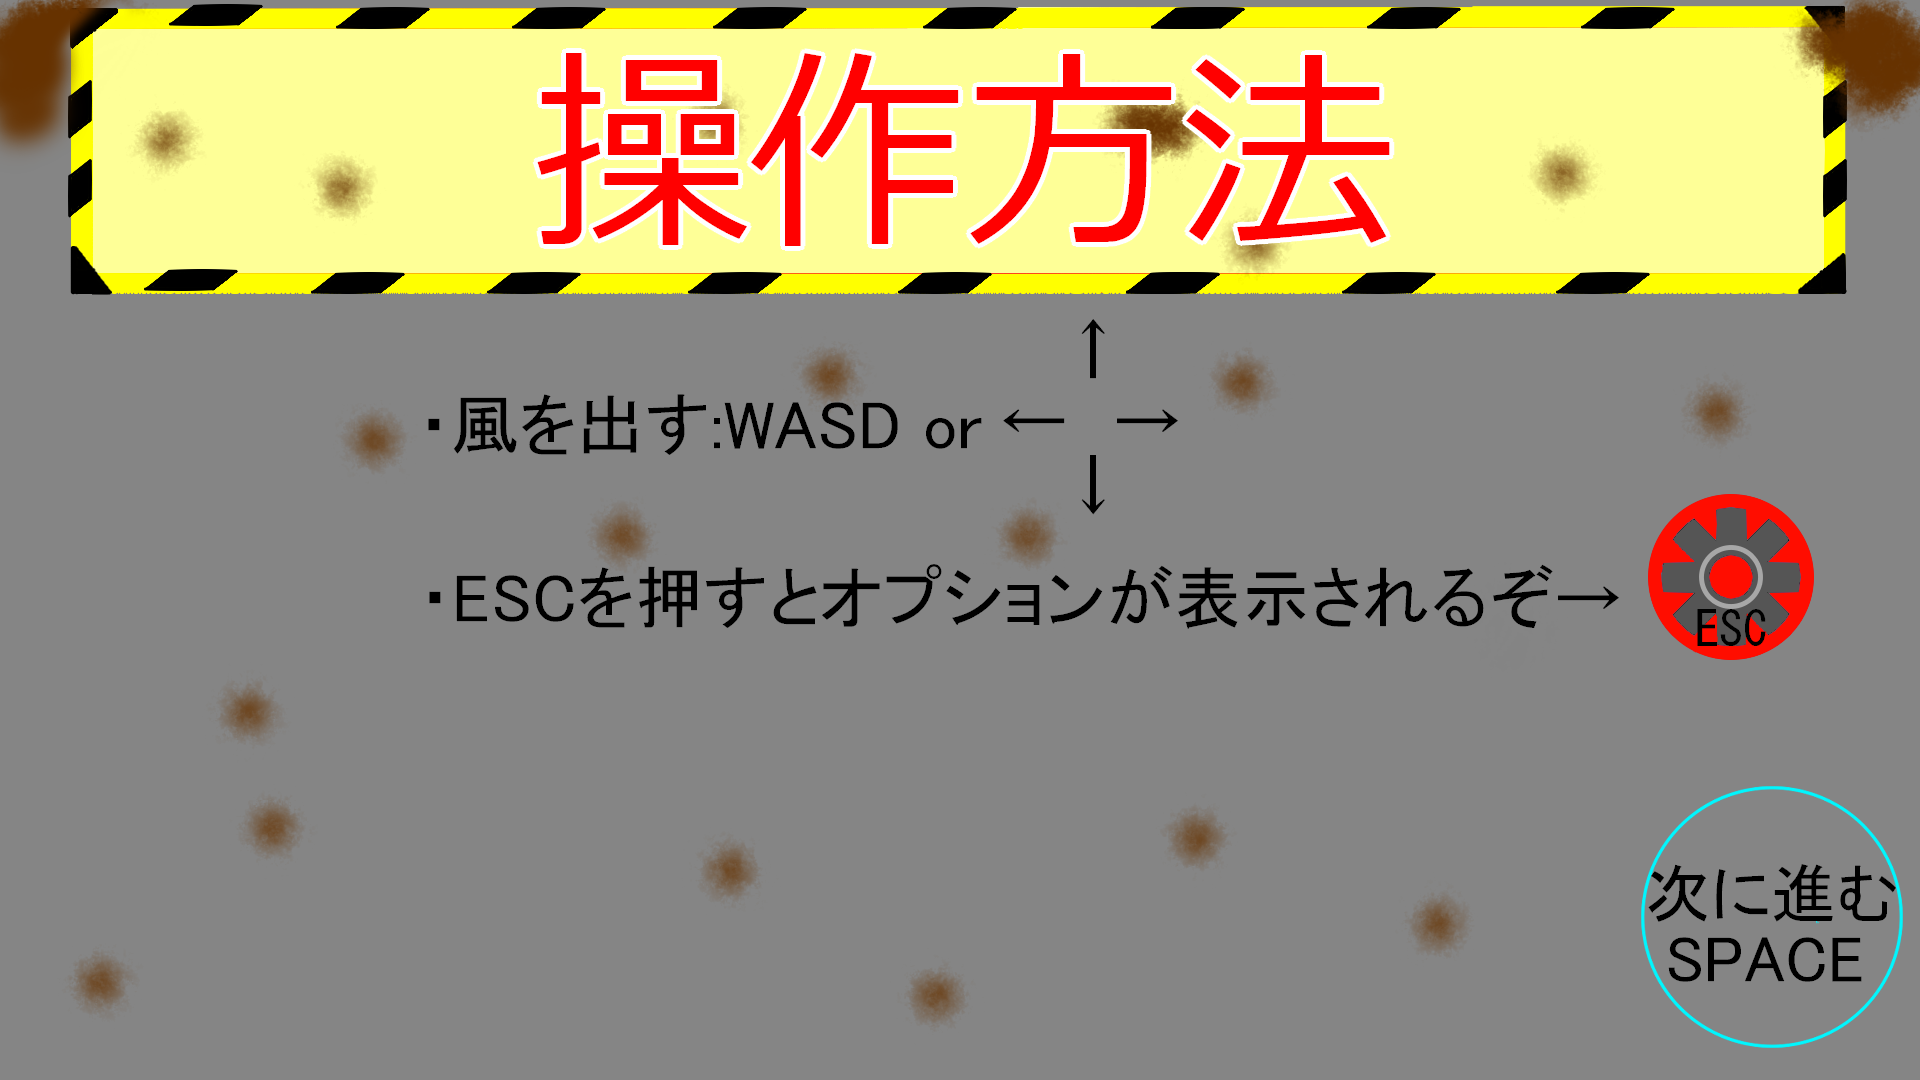 操作方法
↑
・風を出す:WASD or ← →
↓
・ESCを押すとオプションが表示されるぞ→
ESC
次に進む
SPACE